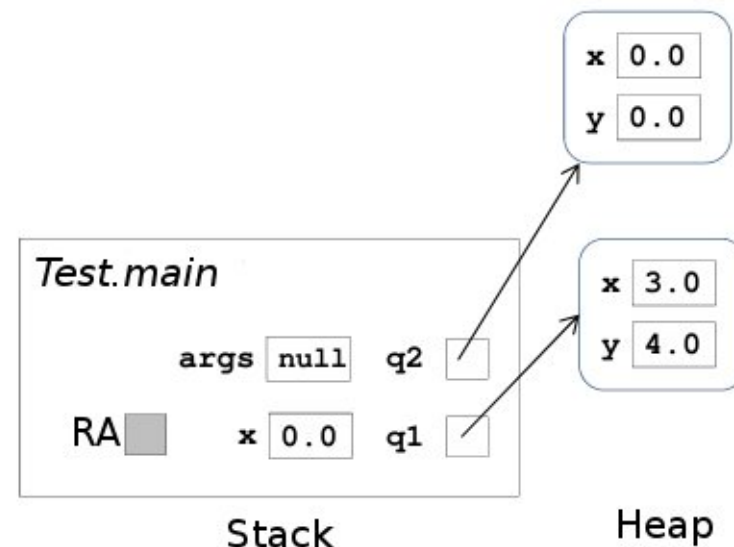 x 0.0
y 0.0
Test.main
x 3.0
y 4.0
args null q2
RA x 0.0 q1
Stack
Heap